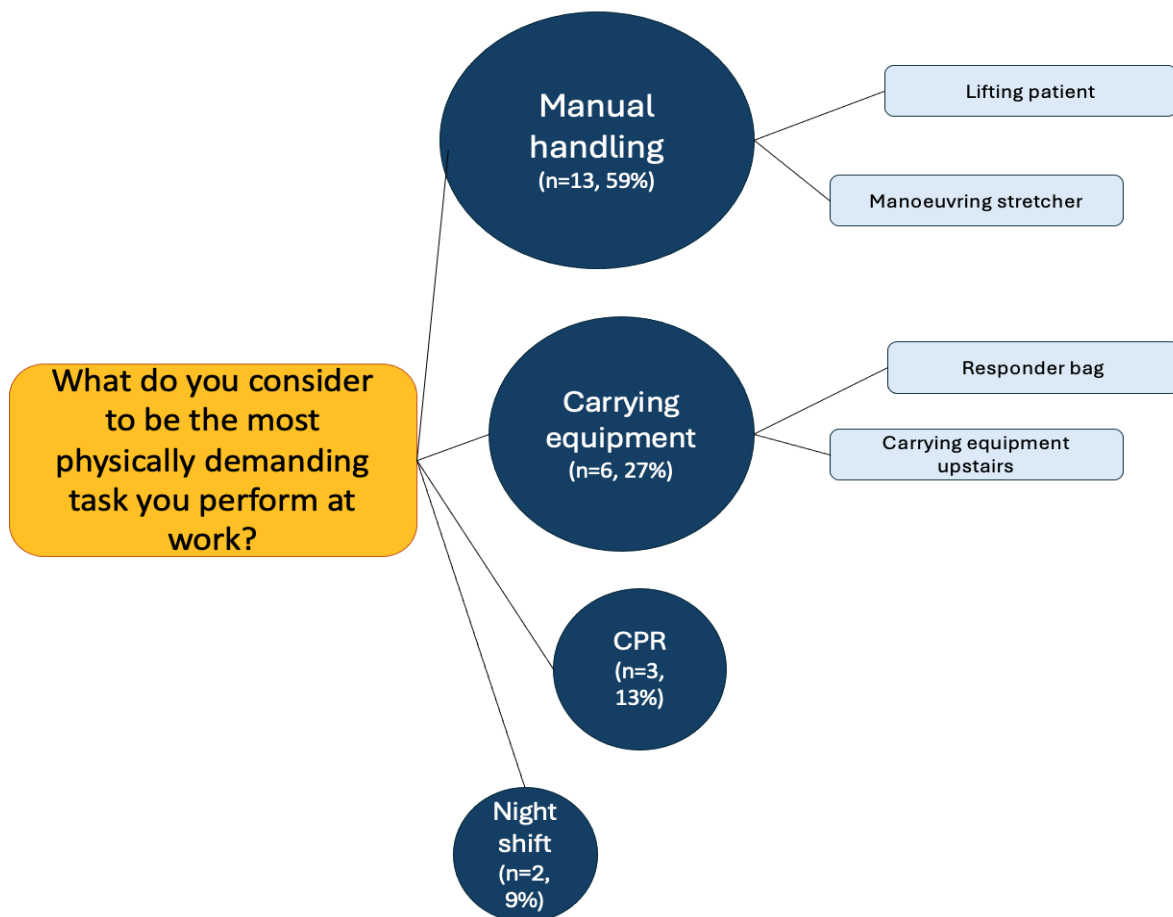 What do you consider
to be the most
physically demanding
task you perform at
work?
Manual
handling
(n=13, 59%)
Lifting patient
Manoeuvring stretcher
Carrying
equipment
(n=6, 27%)
Responder bag
Carrying equipment
upstairs
CPR
(n=3,
13%)
Night
shift
(n=2,
9%)